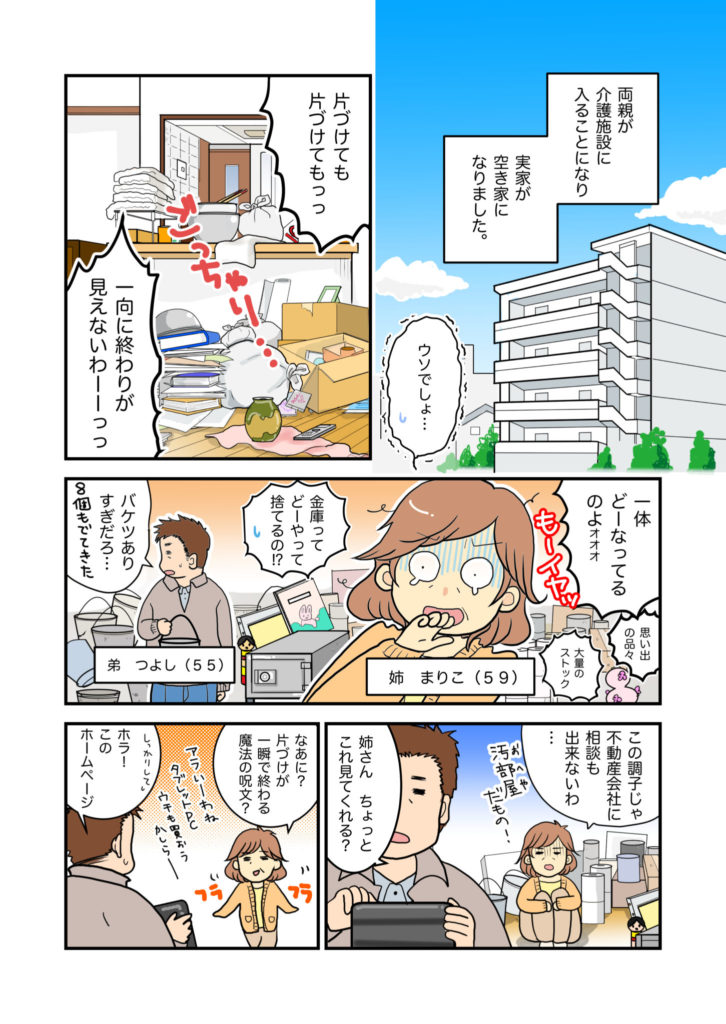 両親が
介護施設に
入ることになり
実家が
空き家に
なりました。
ウソでしょ…
片づけても
片づけてもっっ
ごっちゃり…
一向に終わりが
見えないわーーっっ
一体
どーなってる
のよォォォ
もーイヤッ
思い出
の品々
大量の
ストック
金庫って
どーやって
捨てるの!?
バケツあり
すぎだろ…
8個もでてきた
姉 まりこ（59）
弟 つよし（55）
この調子じゃ
不動産会社に
相談も
出来ないわ
…
おへや
汚部屋
だもの！
姉さん ちょっと
これ見てくれる？
なあに？
片づけが
一瞬で終わる
魔法の呪文？
アラいーわね
タブレットPC
ウチも買おう
かしらー
フラ
フラ
しっかりして
ホラ！
この
ホームページ